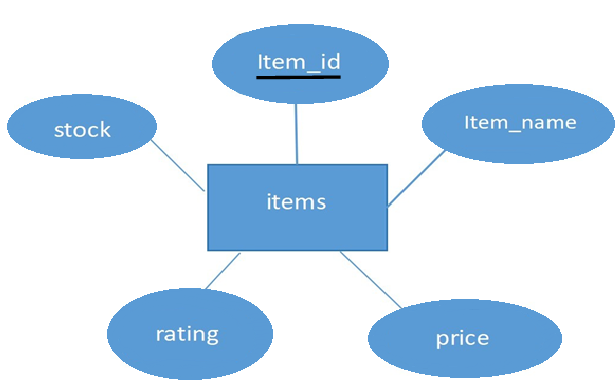 Item_id
stock
Item_name
items
rating
price